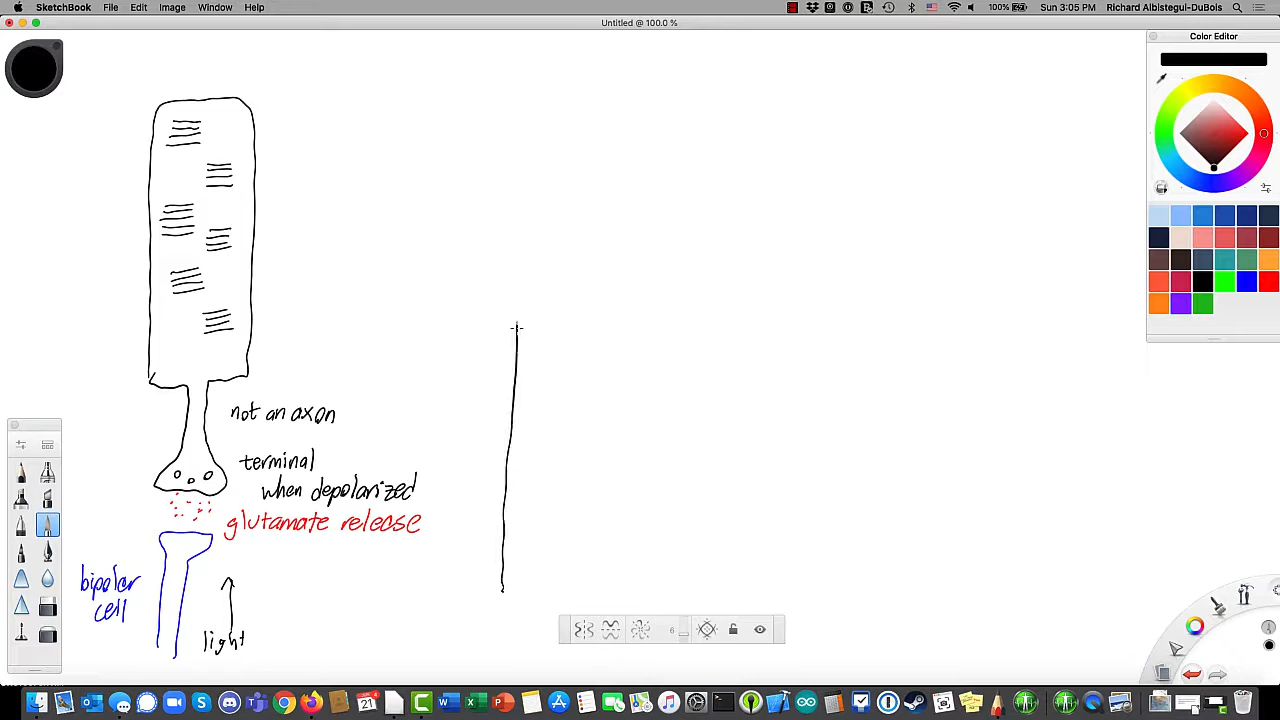 SketchBook File Edit Image Window Help
100% Sun 3:05 PM Richard Albistegui-DuBois
Untitled @ 100.0 %
Color Editor
not an axon
terminal
when depolarized
glutamate release
bipolar
cell
light
6